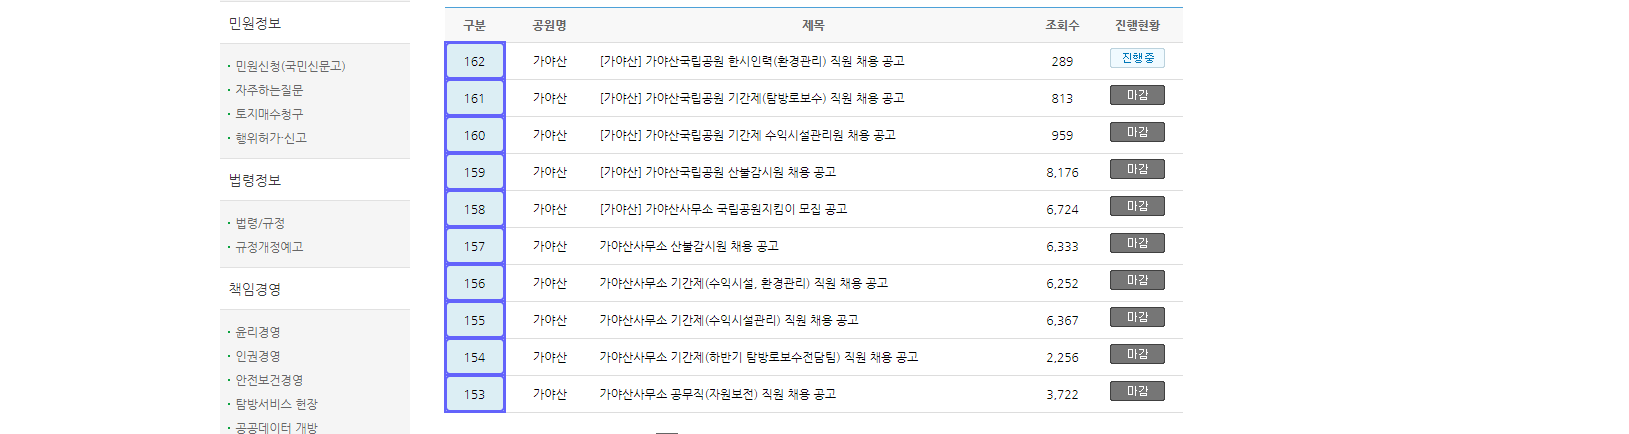 민원정보
· 민원신청(국민신문고)
· 자주하는질문
· 토지매수청구
· 행위허가·신고
법령정보
· 법령/규정
· 규정개정예고
책임경영
· 윤리경영
· 인권경영
· 안전보건경영
· 탐방서비스 헌장
· 공공데이터 개방
구분 공원명 제목 조회수 진행현황
162 가야산 [가야산] 가야산국립공원 한시인력(환경관리) 직원 채용 공고 289 진행중
161 가야산 [가야산] 가야산국립공원 기간제(탐방로보수) 직원 채용 공고 813 마감
160 가야산 [가야산] 가야산국립공원 기간제 수익시설관리원 채용 공고 959 마감
159 가야산 [가야산] 가야산국립공원 산불감시원 채용 공고 8,176 마감
158 가야산 [가야산] 가야산사무소 국립공원지킴이 모집 공고 6,724 마감
157 가야산 가야산사무소 산불감시원 채용 공고 6,333 마감
156 가야산 가야산사무소 기간제(수익시설, 환경관리) 직원 채용 공고 6,252 마감
155 가야산 가야산사무소 기간제(수익시설관리) 직원 채용 공고 6,367 마감
154 가야산 가야산사무소 기간제(하반기 탐방로보수전담팀) 직원 채용 공고 2,256 마감
153 가야산 가야산사무소 공무직(자원보전) 직원 채용 공고 3,722 마감